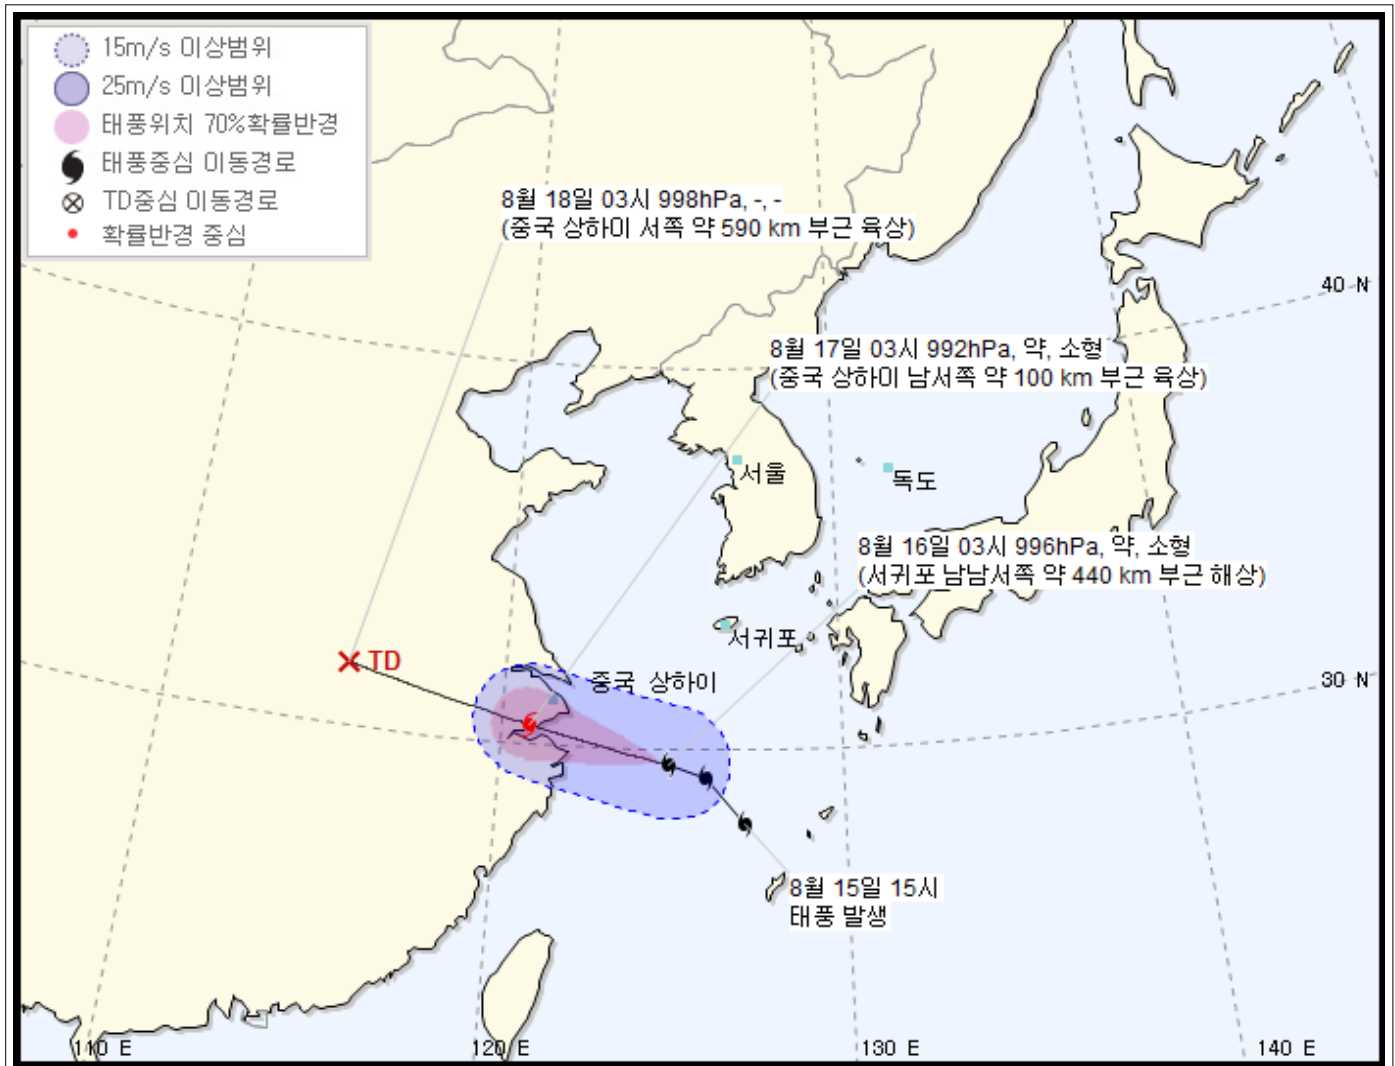 15m/s 이상범위
25m/s 이상범위
태풍위치 70%확률반경
태풍중심 이동경로
TD중심 이동경로
확률반경 중심
8월 18일 03시 998hPa, -, -
(중국 상하이 서쪽 약 590 km 부근 육상)
40 N
8월 17일 03시 992hPa, 약, 소형
(중국 상하이 남서쪽 약 100 km 부근 육상)
서울
독도
8월 16일 03시 996hPa, 약, 소형
(서귀포 남남서쪽 약 440 km 부근 해상)
서귀포
TD
중국 상하이
30 N
8월 15일 15시
태풍 발생
110 E
120 E
130 E
140 E